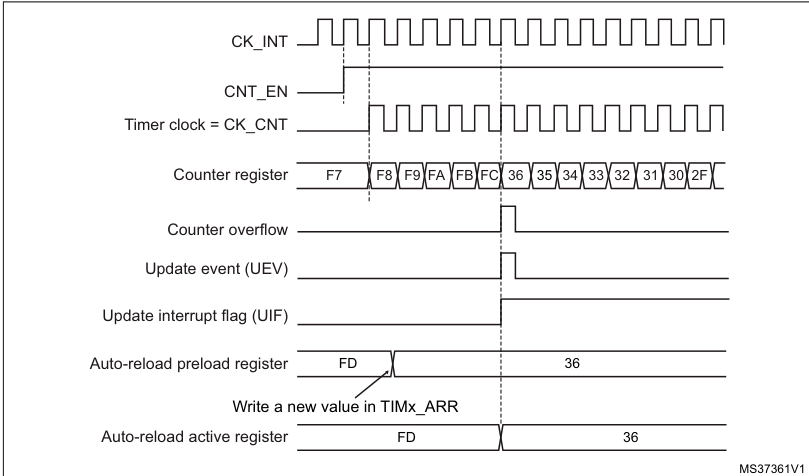 CK_INT
CNT_EN
Timer clock = CK_CNT
Counter register F7 F8 F9 FA FB FC 36 35 34 33 32 31 30 2F
Counter overflow
Update event (UEV)
Update interrupt flag (UIF)
Auto-reload preload register FD 36
Write a new value in TIMx_ARR
Auto-reload active register FD 36
MS37361V1